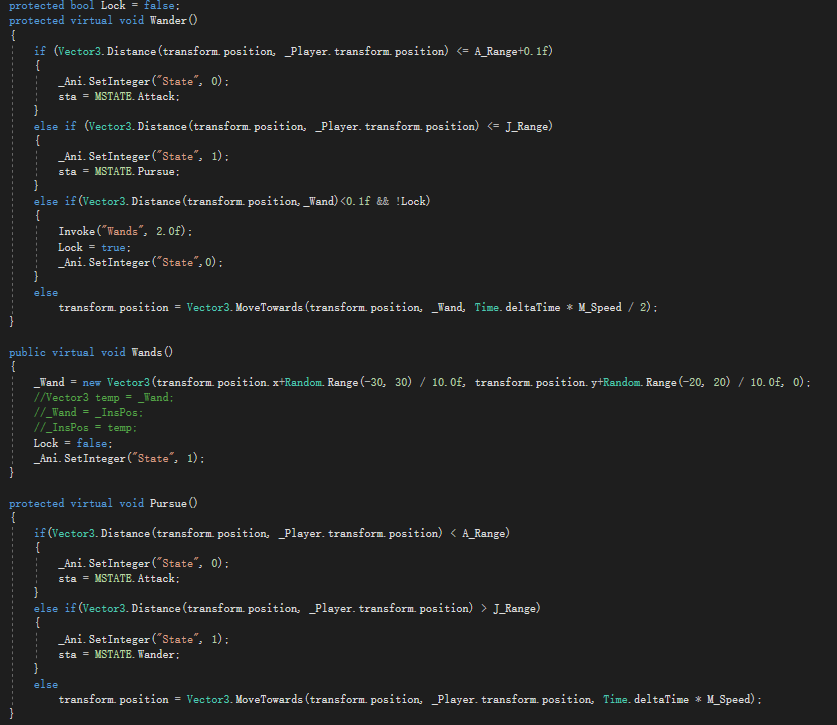 protected bool Lock = false;
protected virtual void Wander()
{
    if (Vector3.Distance(transform.position, _Player.transform.position) <= A_Range+0.1f)
    {
        _Ani.SetInteger("State", 0);
        sta = MSTATE.Attack;
    }
    else if (Vector3.Distance(transform.position, _Player.transform.position) <= J_Range)
    {
        _Ani.SetInteger("State", 1);
        sta = MSTATE.Pursue;
    }
    else if(Vector3.Distance(transform.position,_Wand)<0.1f && !Lock)
    {
        Invoke("Wands", 2.0f);
        Lock = true;
        _Ani.SetInteger("State",0);
    }
    else
        transform.position = Vector3.MoveTowards(transform.position, _Wand, Time.deltaTime * M_Speed / 2);
}

public virtual void Wands()
{
    _Wand = new Vector3(transform.position.x+Random.Range(-30, 30) / 10.0f, transform.position.y+Random.Range(-20, 20) / 10.0f, 0);
    //Vector3 temp = _Wand;
    //_Wand = _InsPos;
    //_InsPos = temp;
    Lock = false;
    _Ani.SetInteger("State", 1);
}

protected virtual void Pursue()
{
    if(Vector3.Distance(transform.position, _Player.transform.position) < A_Range)
    {
        _Ani.SetInteger("State", 0);
        sta = MSTATE.Attack;
    }
    else if(Vector3.Distance(transform.position, _Player.transform.position) > J_Range)
    {
        _Ani.SetInteger("State", 1);
        sta = MSTATE.Wander;
    }
    else
        transform.position = Vector3.MoveTowards(transform.position, _Player.transform.position, Time.deltaTime * M_Speed);
}